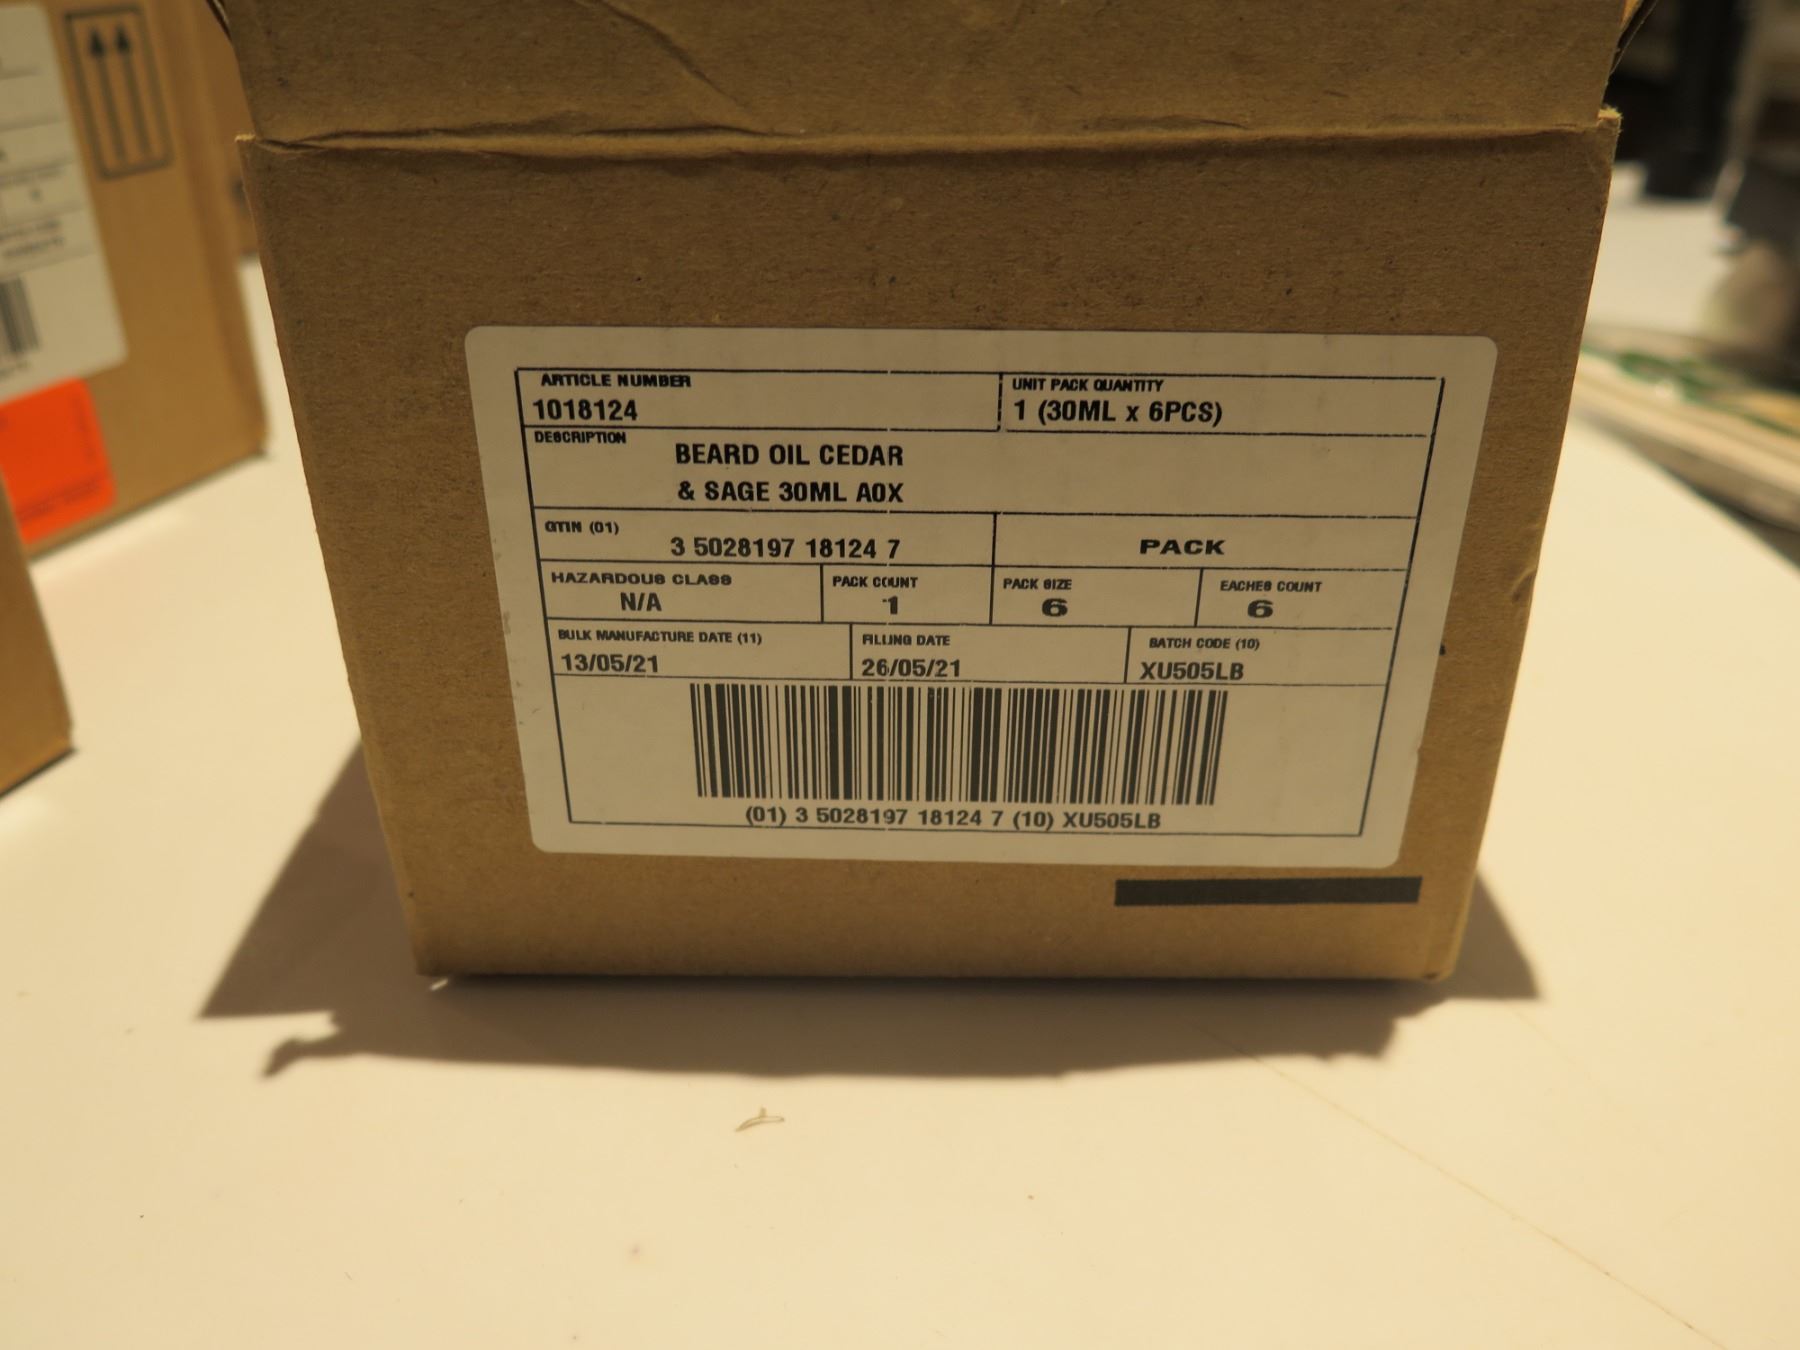 ARTICLE NUMBER
1018124
UNIT PACK QUANTITY
1 (30ML x 6PCS)
DESCRIPTION
BEARD OIL CEDAR
& SAGE 30ML A0X
GTIN (01)
3 5028197 18124 7
PACK
HAZARDOUS CLASS
N/A
PACK COUNT
1
PACK SIZE
6
EACHES COUNT
6
BULK MANUFACTURE DATE (11)
13/05/21
FILLING DATE
26/05/21
BATCH CODE (10)
XU505LB
(01) 3 5028197 18124 7 (10) XU505LB